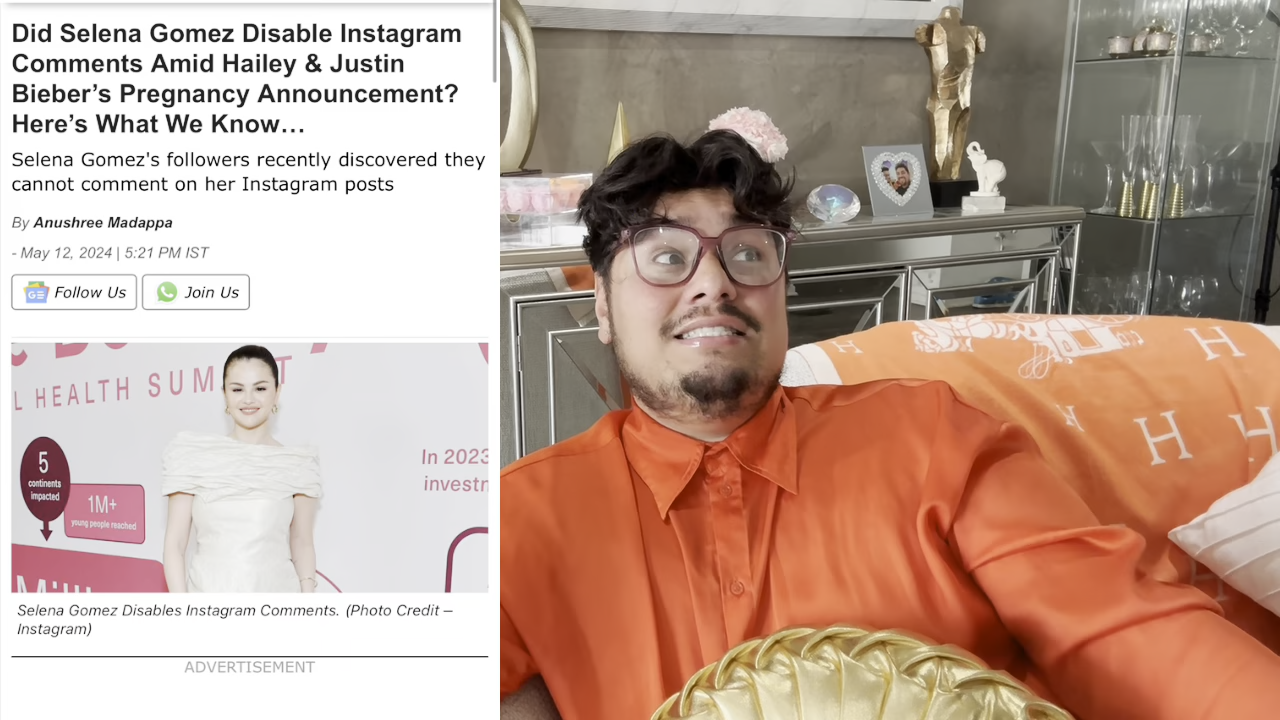 Did Selena Gomez Disable Instagram
Comments Amid Hailey & Justin
Bieber’s Pregnancy Announcement?
Here’s What We Know…
Selena Gomez's followers recently discovered they
cannot comment on her Instagram posts
By Anushree Madappa
- May 12, 2024 | 5:21 PM IST
GE Follow Us
Join Us
L HEALTH SUM T
5
continents
impacted
1M+
young people reached
In 2023
investn
Milli
Selena Gomez Disables Instagram Comments. (Photo Credit –
Instagram)
ADVERTISEMENT
H
H
H
H
H